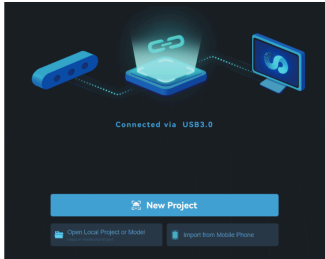 Connected via USB3.0
New Project
Open Local Project or Model
Import from Mobile Phone